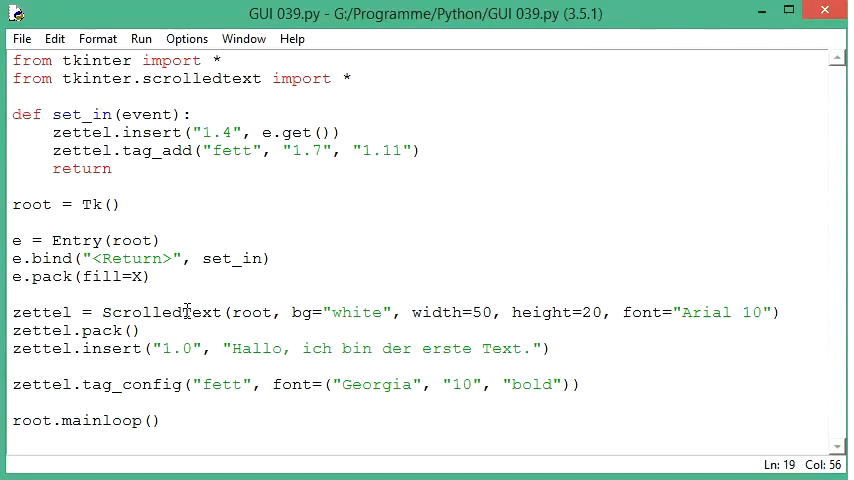 GUI 039.py - G:/Programme/Python/GUI 039.py (3.5.1)
File Edit Format Run Options Window Help
from tkinter import *
from tkinter.scrolledtext import *
def set_in(event):
    zettel.insert("1.4", e.get())
    zettel.tag_add("fett", "1.7", "1.11")
    return
root = Tk()
e = Entry(root)
e.bind("<Return>", set_in)
e.pack(fill=X)
zettel = ScrolledText(root, bg="white", width=50, height=20, font="Arial 10")
zettel.pack()
zettel.insert("1.0", "Hallo, ich bin der erste Text.")
zettel.tag_config("fett", font=("Georgia", "10", "bold"))
root.mainloop()
Ln: 19 Col: 56